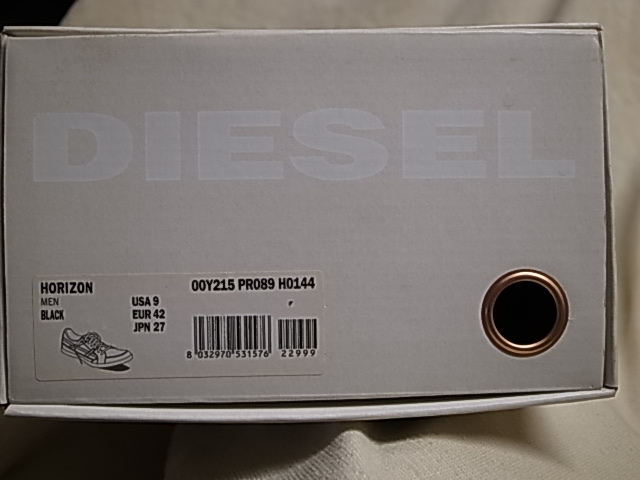 DIESEL
HORIZON
MEN
BLACK
USA 9
EUR 42
JPN 27
00Y215 PR089 H0144
8 032970 531576 22999